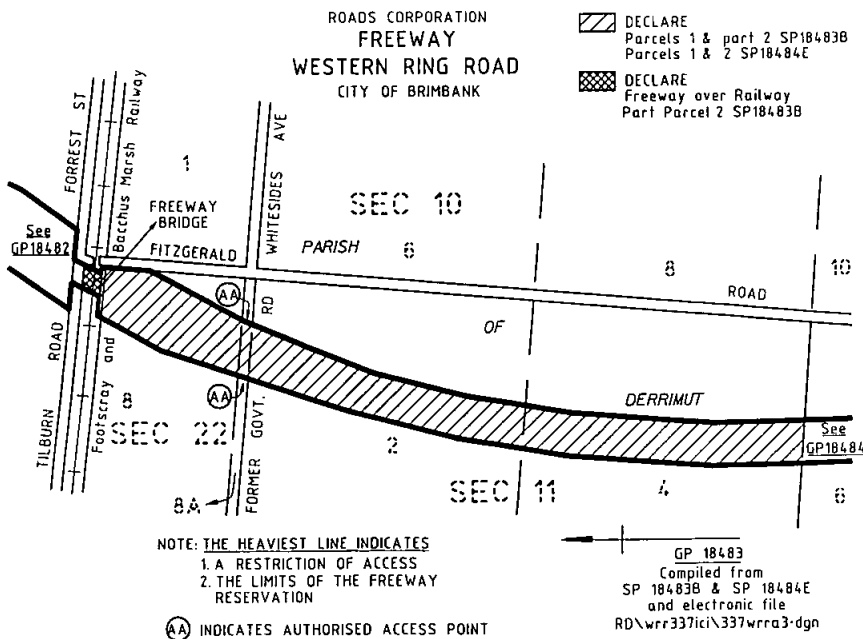 ROADS CORPORATION
FREEWAY
WESTERN RING ROAD
CITY OF BRIMBANK
DECLARE
Parcels 1 & part 2 SP18483B
Parcels 1 & 2 SP18484E
DECLARE
Freeway over Railway
Part Parcel 2 SP18483B
FORREST ST
Bacchus Marsh Railway
1
WHITESIDES AVE
SEC 10
See
GP18482
FREEWAY
BRIDGE
FITZGERALD
PARISH
6
8
10
ROAD
AA
RD
OF
TILBURN ROAD
Footscray and
8
SEC 22
AA
FORMER GOVT.
2
DERRIMUT
See
GP18484
8A
SEC 11
4
6
NOTE: THE HEAVIEST LINE INDICATES
1. A RESTRICTION OF ACCESS
2. THE LIMITS OF THE FREEWAY
RESERVATION
AA INDICATES AUTHORISED ACCESS POINT
GP 18483
Compiled from
SP 18483B & SP 18484E
and electronic file
RD\wrr337ici\337wrra3.dgn